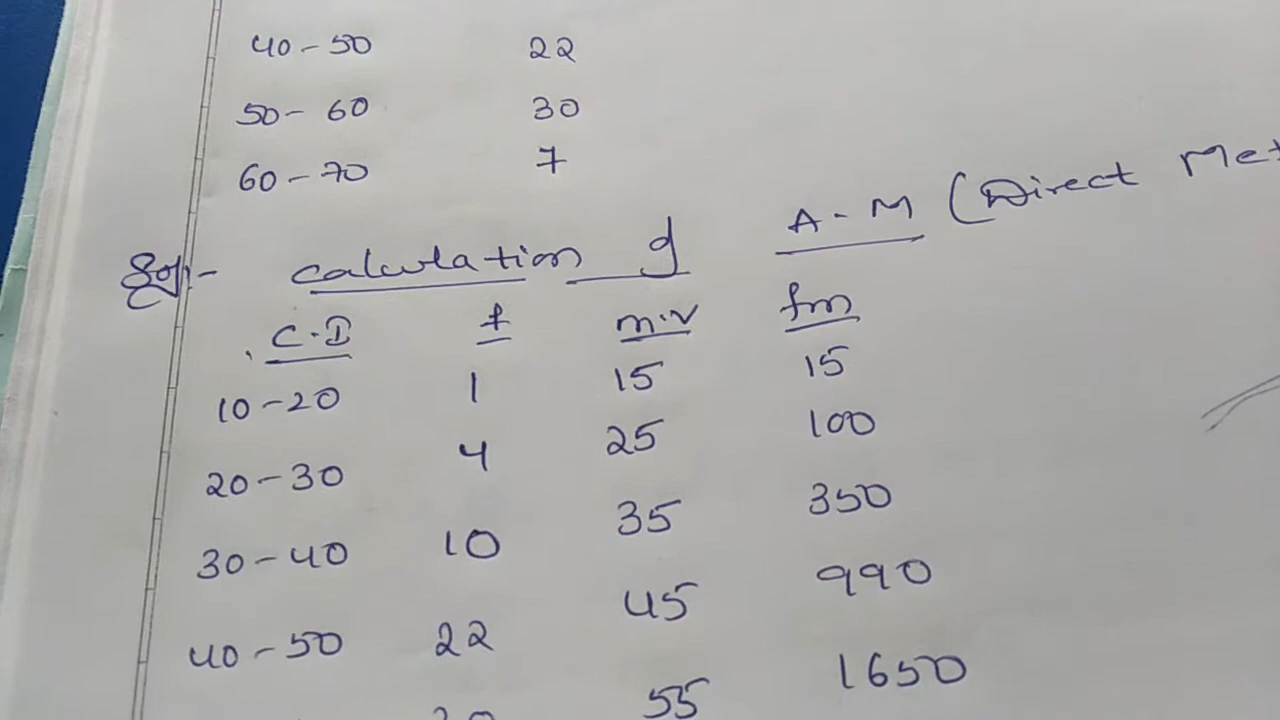 40-50 22
50-60 30
60-70 7
Sol:- Calculation of A-M (Direct Met
C.I f m.v fm
10-20 1 15 15
20-30 4 25 100
30-40 10 35 350
40-50 22 45 990
30 55 1650